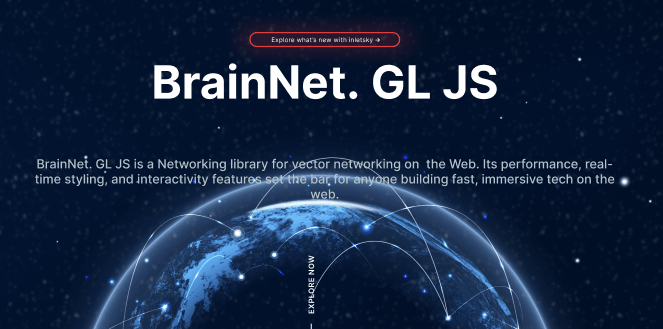 Explore what's new with inletsky →
BrainNet. GL JS
BrainNet. GL JS is a Networking library for vector networking on the Web. Its performance, real-
time styling, and interactivity features set the bar for anyone building fast, immersive tech on the
web.
EXPLORE NOW